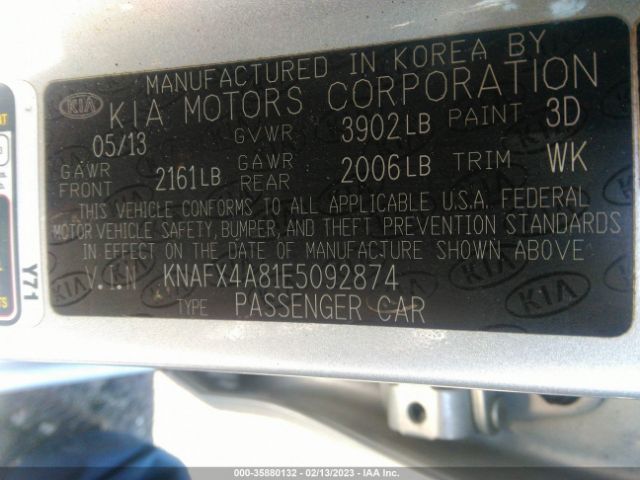 MANUFACTURED IN KOREA BY
KIA KIA MOTORS CORPORATION
05/13 GVWR 3902LB PAINT 3D
GAWR FRONT 2161LB GAWR REAR 2006LB TRIM WK
THIS VEHICLE CONFORMS TO ALL APPLICABLE U.S.A. FEDERAL
MOTOR VEHICLE SAFETY, BUMPER, AND THEFT PREVENTION STANDARDS
IN EFFECT ON THE DATE OF MANUFACTURE SHOWN ABOVE.
V.I.N KNAFX4A81E5092874
TYPE PASSENGER CAR
Y71
000-35880132 - 02/13/2023 - IAA Inc.